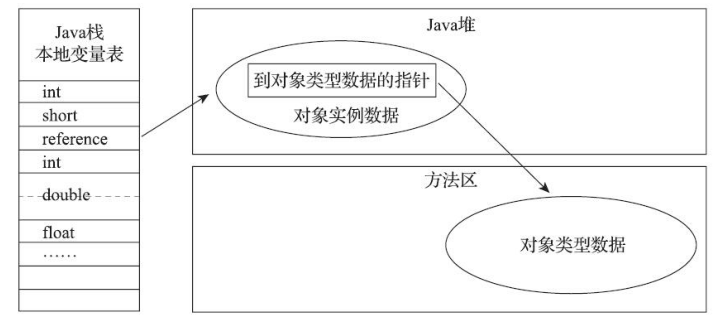 Java栈
本地变量表
int
short
reference
int
double
float
……
Java堆
到对象类型数据的指针
对象实例数据
方法区
对象类型数据